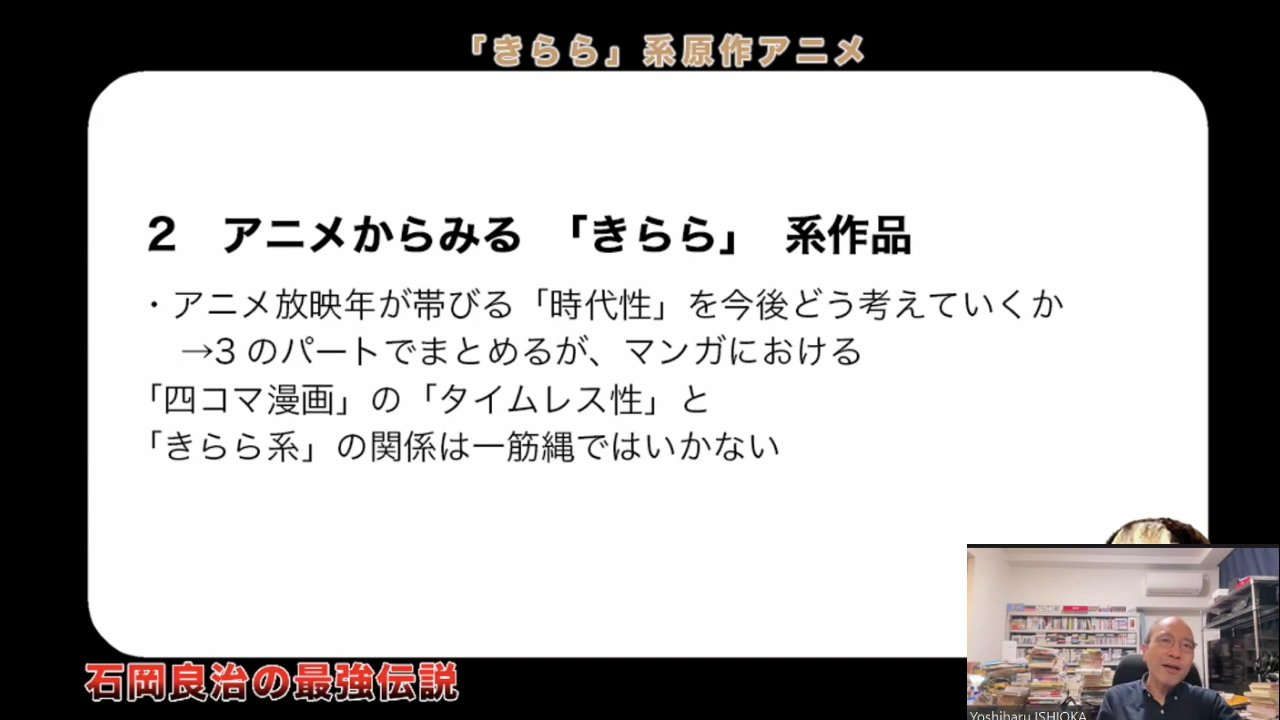 「きらら」系原作アニメ
2 アニメからみる 「きらら」 系作品
・アニメ放映年が帯びる「時代性」を今後どう考えていくか
→3 のパートでまとめるが、マンガにおける
「四コマ漫画」の「タイムレス性」と
「きらら系」の関係は一筋縄ではいかない
石岡良治の最強伝説
Yoshiharu ISHIOKA